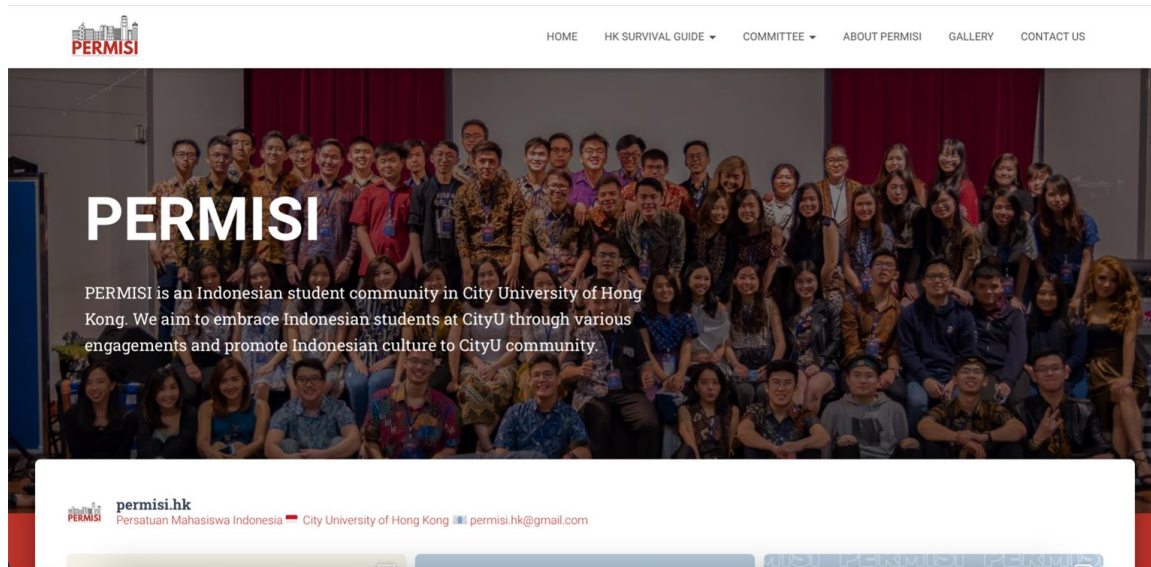 PERMISI
HOME HK SURVIVAL GUIDE COMMITTEE ABOUT PERMISI GALLERY CONTACT US
PERMISI
PERMISI is an Indonesian student community in City University of Hong
Kong. We aim to embrace Indonesian students at CityU through various
engagements and promote Indonesian culture to CityU community.
PERMISI
permisi.hk
Persatuan Mahasiswa Indonesia 🇮🇩 City University of Hong Kong 📧 permisi.hk@gmail.com